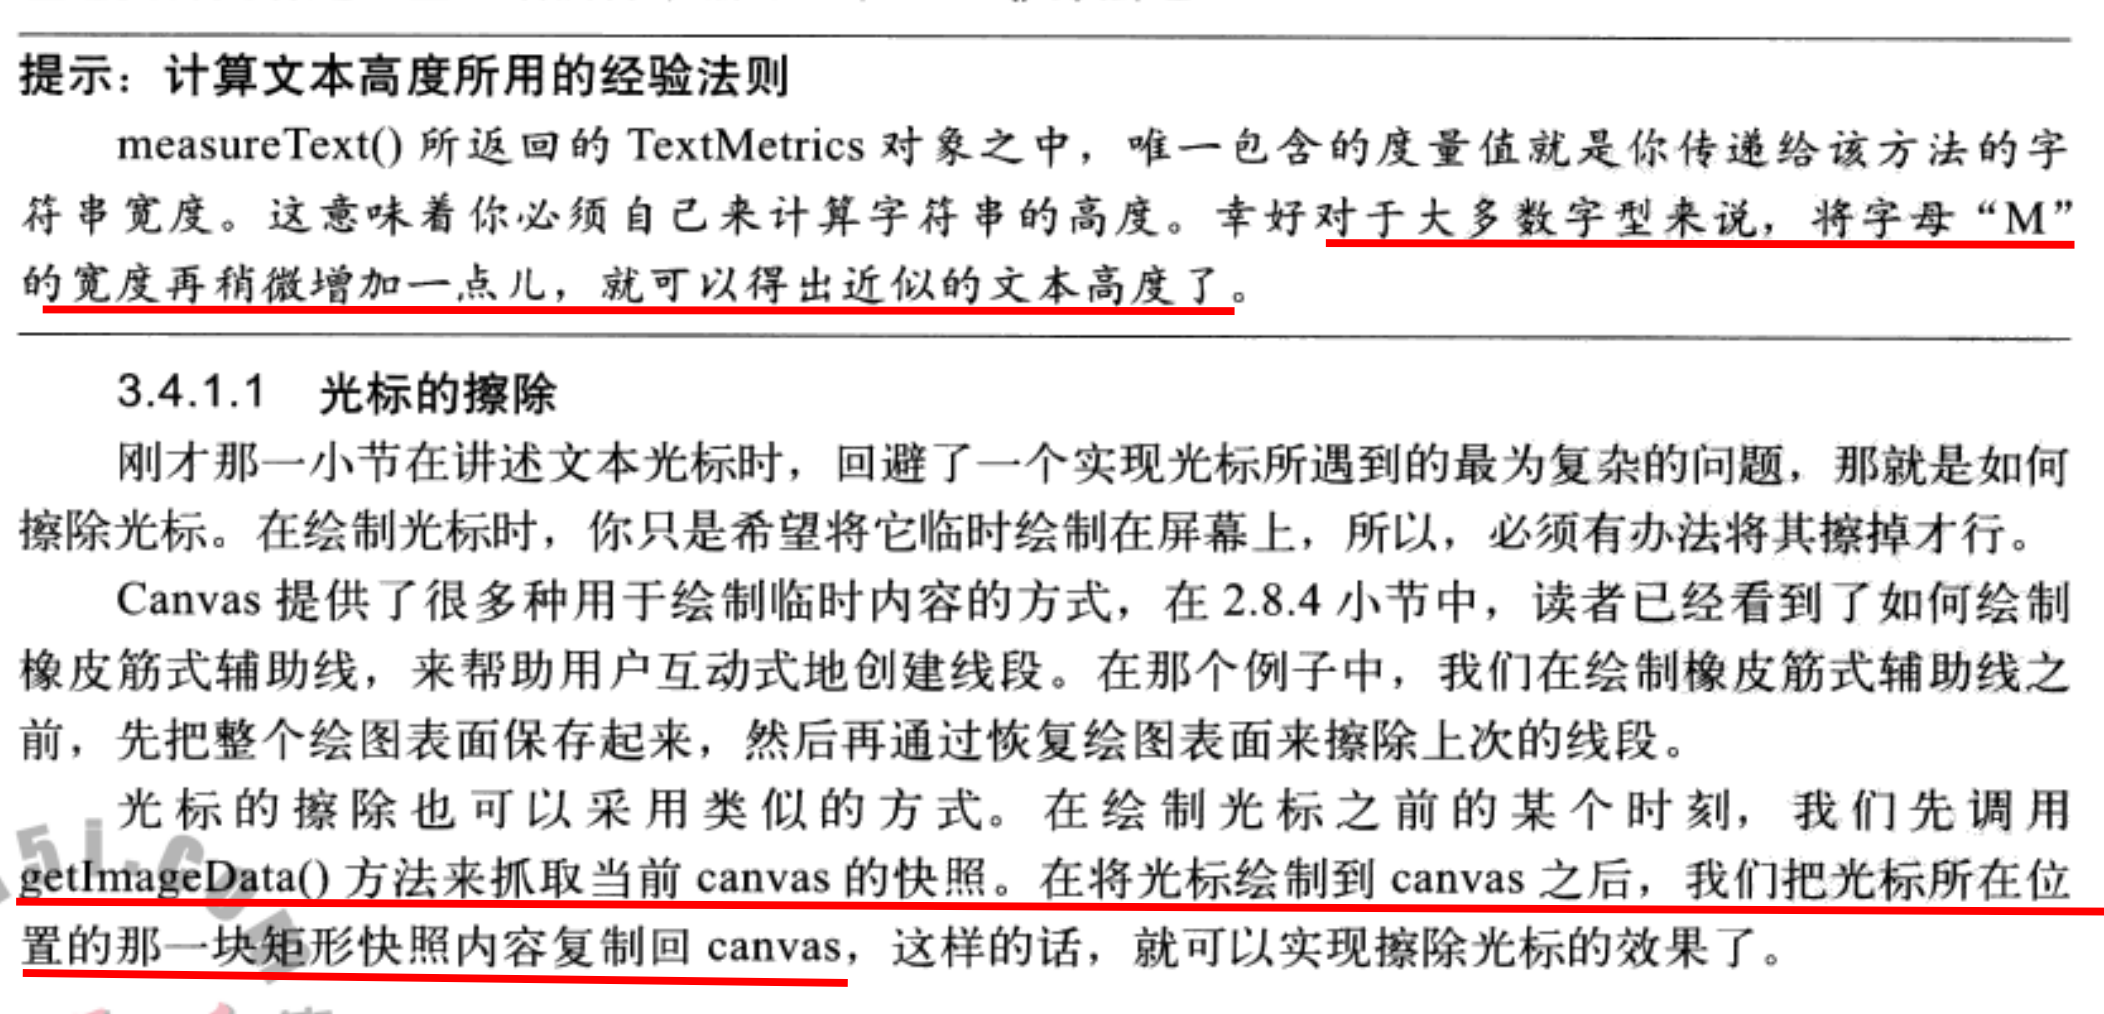 提示：计算文本高度所用的经验法则
measureText() 所返回的 TextMetrics 对象之中，唯一包含的度量值就是你传递给该方法的字
符串宽度。这意味着你必须自己来计算字符串的高度。幸好对于大多数字型来说，将字母“M”
的宽度再稍微增加一点儿，就可以得出近似的文本高度了。
3.4.1.1 光标的擦除
刚才那一小节在讲述文本光标时，回避了一个实现光标所遇到的最为复杂的问题，那就是如何
擦除光标。在绘制光标时，你只是希望将它临时绘制在屏幕上，所以，必须有办法将其擦掉才行。
Canvas 提供了很多种用于绘制临时内容的方式，在 2.8.4 小节中，读者已经看到了如何绘制
橡皮筋式辅助线，来帮助用户互动式地创建线段。在那个例子中，我们在绘制橡皮筋式辅助线之
前，先把整个绘图表面保存起来，然后再通过恢复绘图表面来擦除上次的线段。
光标的擦除也可以采用类似的方式。在绘制光标之前的某个时刻，我们先调用
getImageData() 方法来抓取当前 canvas 的快照。在将光标绘制到 canvas 之后，我们把光标所在位
置的那一块矩形快照内容复制回 canvas，这样的话，就可以实现擦除光标的效果了。